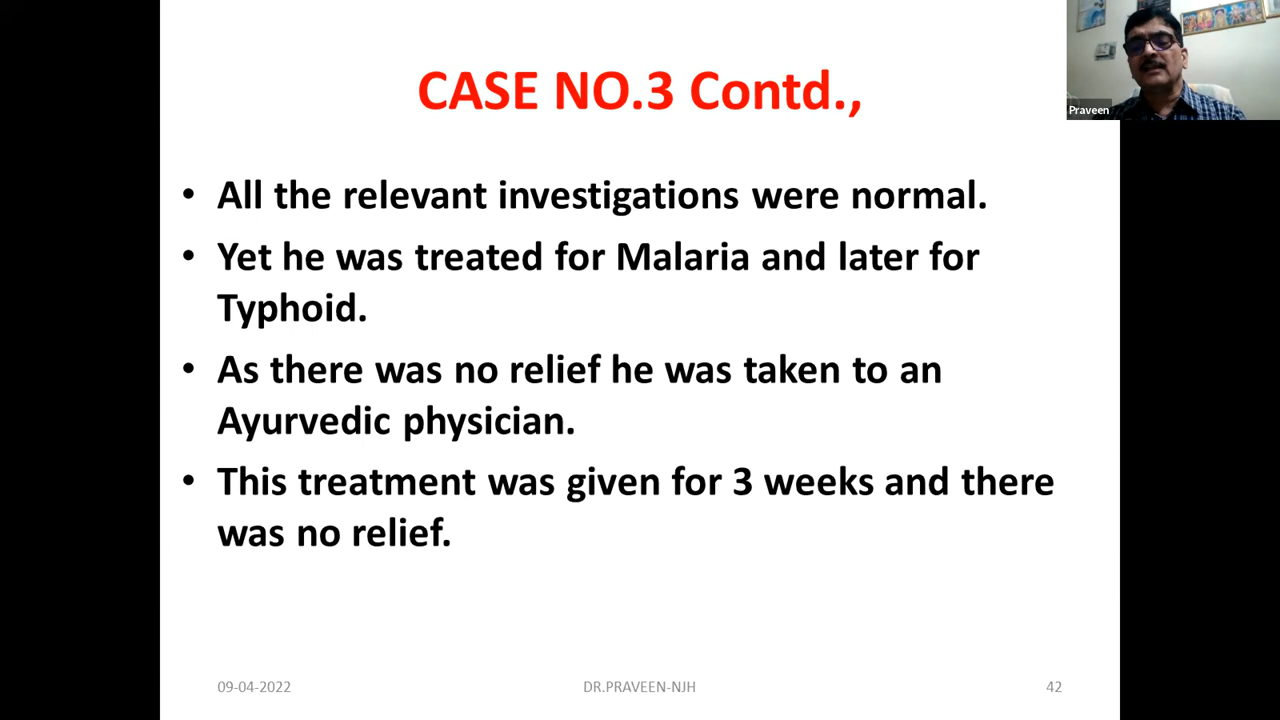 CASE NO.3 Contd.,
Praveen
• All the relevant investigations were normal.
• Yet he was treated for Malaria and later for
Typhoid.
• As there was no relief he was taken to an
Ayurvedic physician.
• This treatment was given for 3 weeks and there
was no relief.
09-04-2022
DR.PRAVEEN-NJH
42